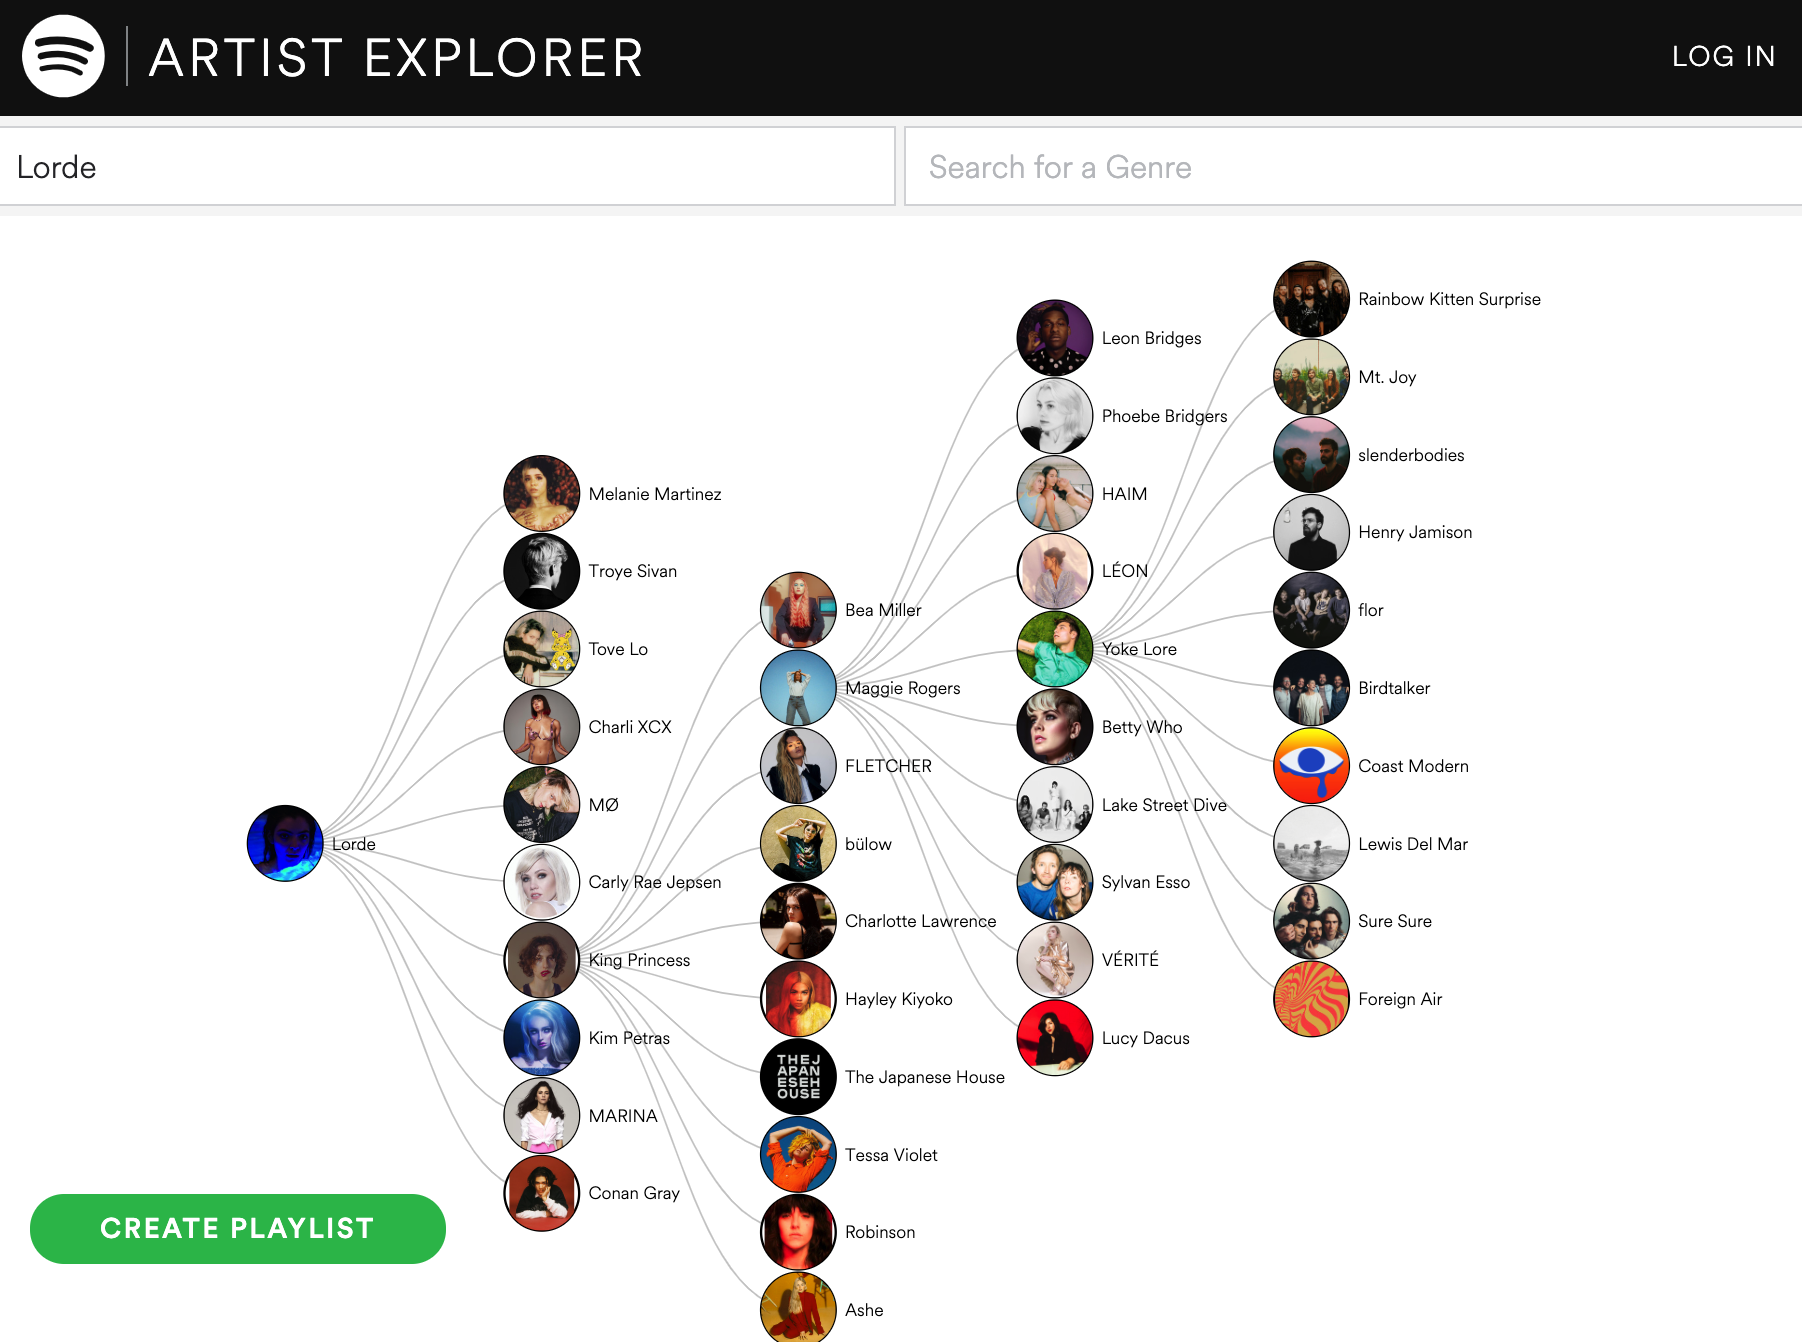 ARTIST EXPLORER
LOG IN
Lorde
Search for a Genre
Lorde
Melanie Martinez
Troye Sivan
Tove Lo
Charli XCX
MØ
Carly Rae Jepsen
King Princess
Kim Petras
MARINA
Conan Gray
Bea Miller
Maggie Rogers
FLETCHER
bülow
Charlotte Lawrence
Hayley Kiyoko
THEJ
APAN
ESEH
OUSE
The Japanese House
Tessa Violet
Robinson
Ashe
Leon Bridges
Phoebe Bridgers
HAIM
LÉON
Yoke Lore
Betty Who
Lake Street Dive
Sylvan Esso
VÉRITÉ
Lucy Dacus
Rainbow Kitten Surprise
Mt. Joy
slenderbodies
Henry Jamison
flor
Birdtalker
Coast Modern
Lewis Del Mar
Sure Sure
Foreign Air
CREATE PLAYLIST